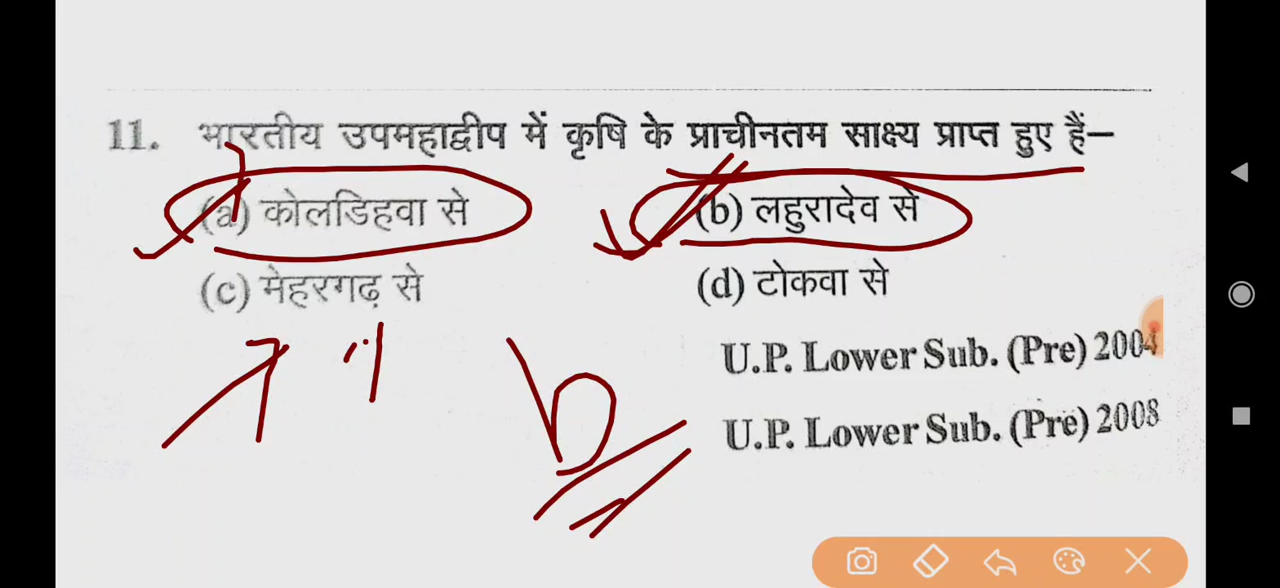 11. भारतीय उपमहाद्वीप में कृषि के प्राचीनतम साक्ष्य प्राप्त हुए हैं–
(a) कोलडिहवा से (b) लहुरादेव से
(c) मेहरगढ़ से (d) टोकवा से
U.P. Lower Sub. (Pre) 2004
U.P. Lower Sub. (Pre) 2008
b